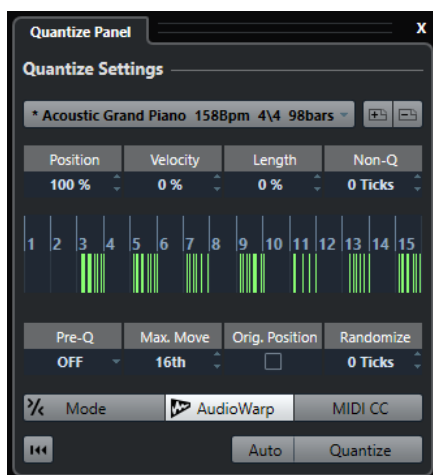 Quantize Panel X
Quantize Settings
* Acoustic Grand Piano 158Bpm 4\4 98bars
Position Velocity Length Non-Q
100 % 0 % 0 % 0 Ticks
1 2 3 4 5 6 7 8 9 10 11 12 13 14 15
Pre-Q Max. Move Orig. Position Randomize
OFF 16th 0 Ticks
Mode AudioWarp MIDI CC
Auto Quantize